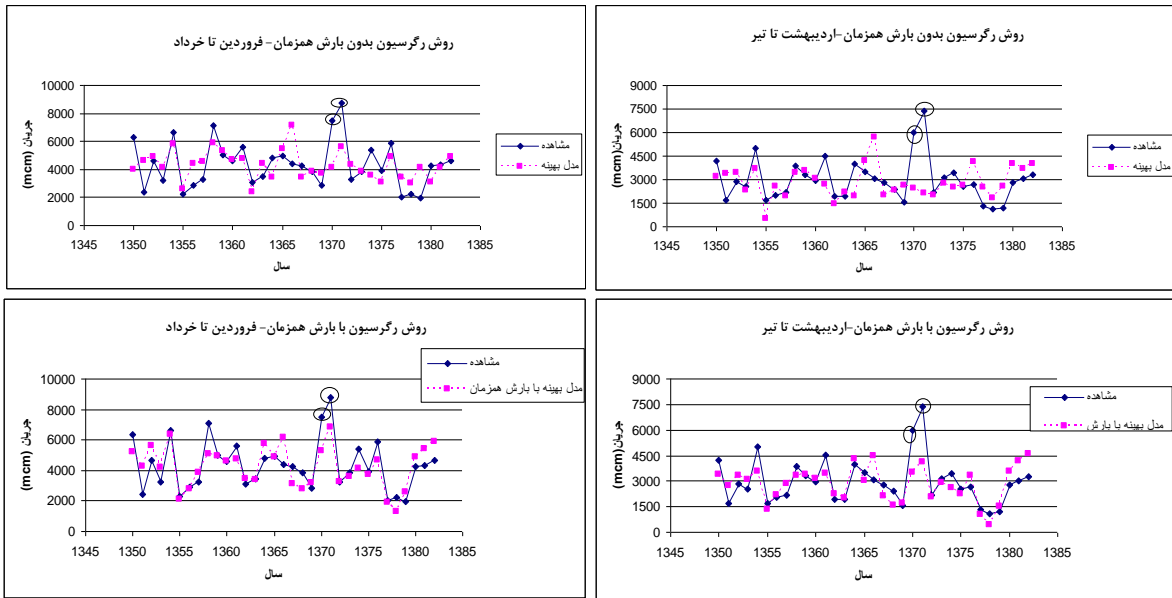 روش رگرسیون بدون بارش همزمان- فروردین تا خرداد
جریان (mcm)
10000
8000
6000
4000
2000
0
1345 1350 1355 1360 1365 1370 1375 1380 1385
سال
مشاهده
مدل بهینه
روش رگرسیون بدون بارش همزمان-اردیبهشت تا تیر
جریان(mcm)
9000
7500
6000
4500
3000
1500
0
1345 1350 1355 1360 1365 1370 1375 1380 1385
سال
مشاهده
مدل بهینه
روش رگرسیون با بارش همزمان- فروردین تا خرداد
جریان (mcm)
10000
8000
6000
4000
2000
0
1345 1350 1355 1360 1365 1370 1375 1380 1385
سال
مشاهده
مدل بهینه با بارش همزمان
روش رگرسیون با بارش همزمان-اردیبهشت تا تیر
جریان(mcm)
9000
7500
6000
4500
3000
1500
0
1345 1350 1355 1360 1365 1370 1375 1380 1385
سال
مشاهده
مدل بهینه با بارش